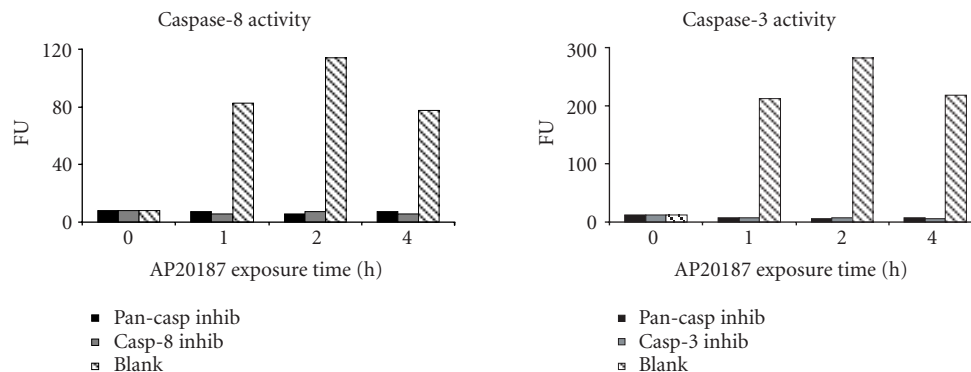 Caspase-8 activity
120
80
40
0
FU
0 1 2 4
AP20187 exposure time (h)
Pan-casp inhib
Casp-8 inhib
Blank
Caspase-3 activity
300
200
100
0
FU
0 1 2 4
AP20187 exposure time (h)
Pan-casp inhib
Casp-3 inhib
Blank